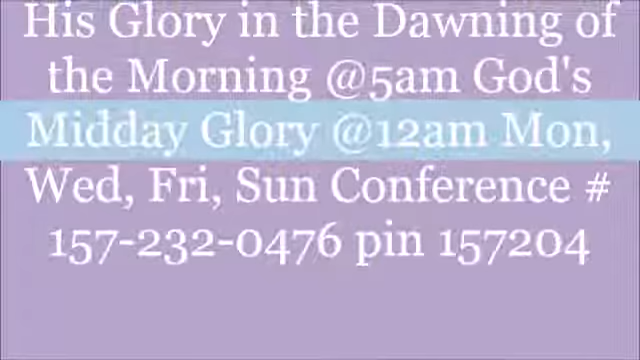 His Glory in the Dawning of
the Morning @5am God's
Midday Glory @12am Mon,
Wed, Fri, Sun Conference #
157-232-0476 pin 157204